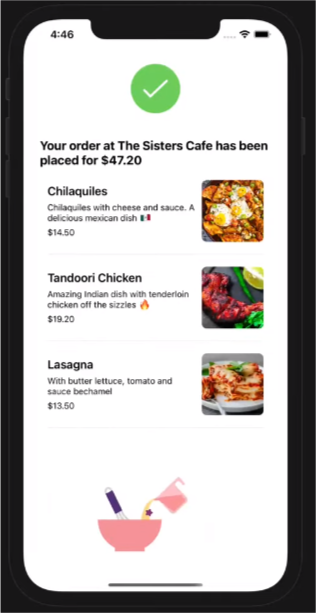 4:46
Your order at The Sisters Cafe has been
placed for $47.20
Chilaquiles
Chilaquiles with cheese and sauce. A
delicious mexican dish 🇲🇽
$14.50
Tandoori Chicken
Amazing Indian dish with tenderloin
chicken off the sizzles 🔥
$19.20
Lasagna
With butter lettuce, tomato and
sauce bechamel
$13.50